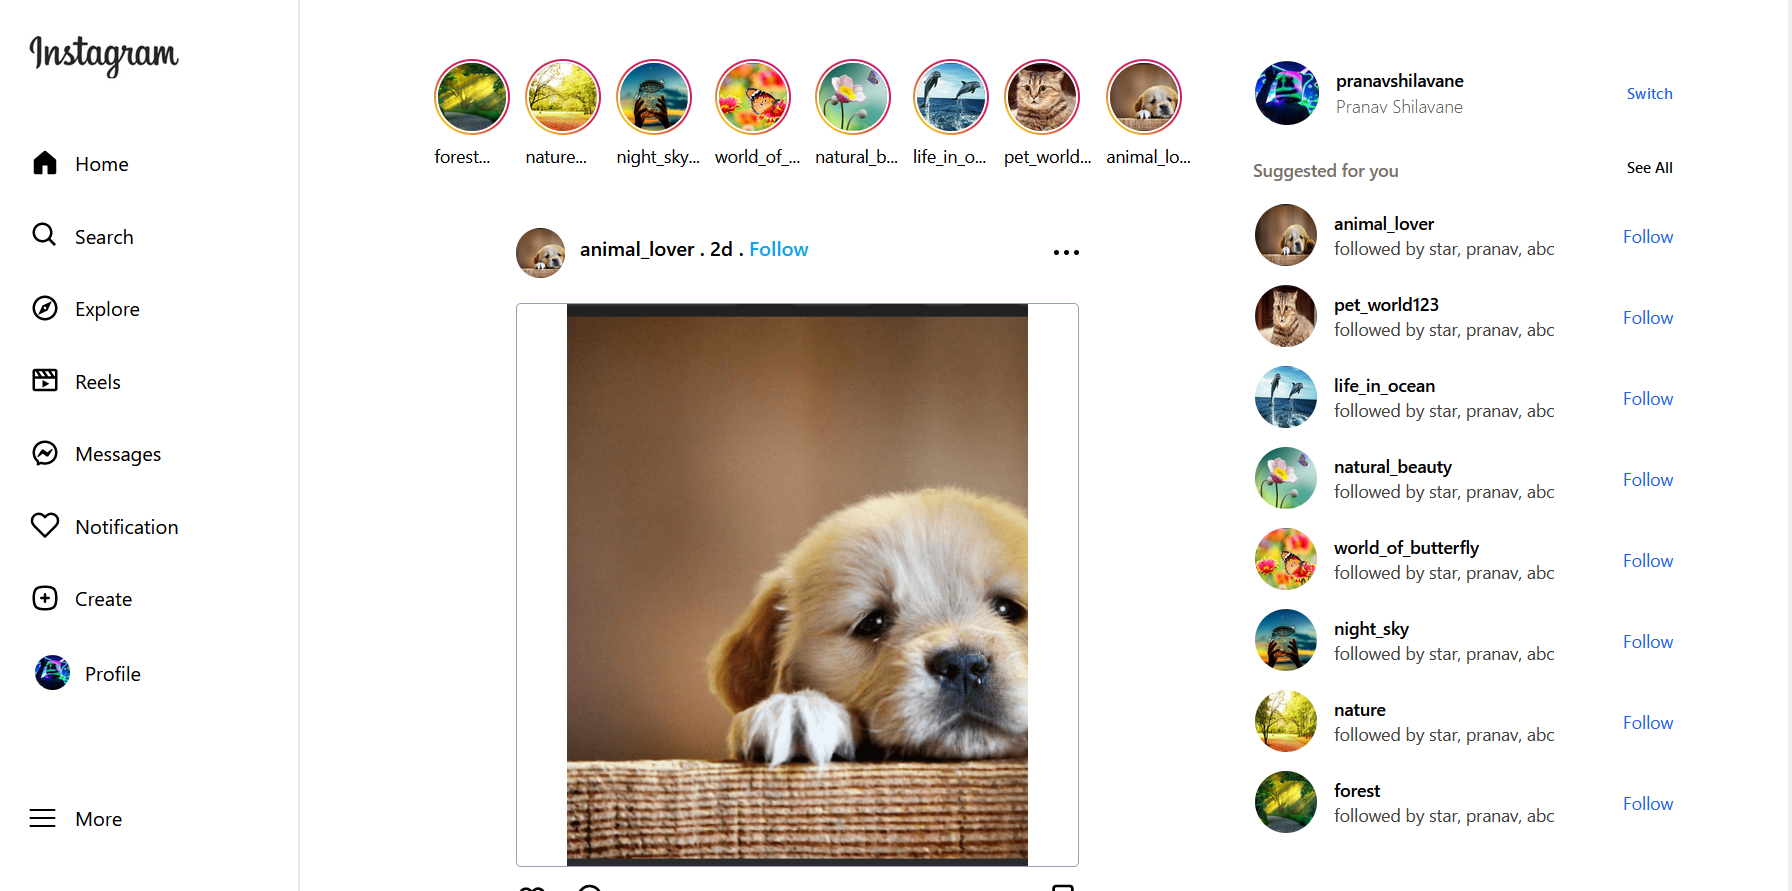 Instagram
Home
Search
Explore
Reels
Messages
Notification
Create
Profile
More
forest...
nature...
night_sky...
world_of_...
natural_b...
life_in_o...
pet_world...
animal_lo...
animal_lover . 2d . Follow
pranavshilavane
Pranav Shilavane
Switch
Suggested for you
See All
animal_lover
followed by star, pranav, abc
Follow
pet_world123
followed by star, pranav, abc
Follow
life_in_ocean
followed by star, pranav, abc
Follow
natural_beauty
followed by star, pranav, abc
Follow
world_of_butterfly
followed by star, pranav, abc
Follow
night_sky
followed by star, pranav, abc
Follow
nature
followed by star, pranav, abc
Follow
forest
followed by star, pranav, abc
Follow